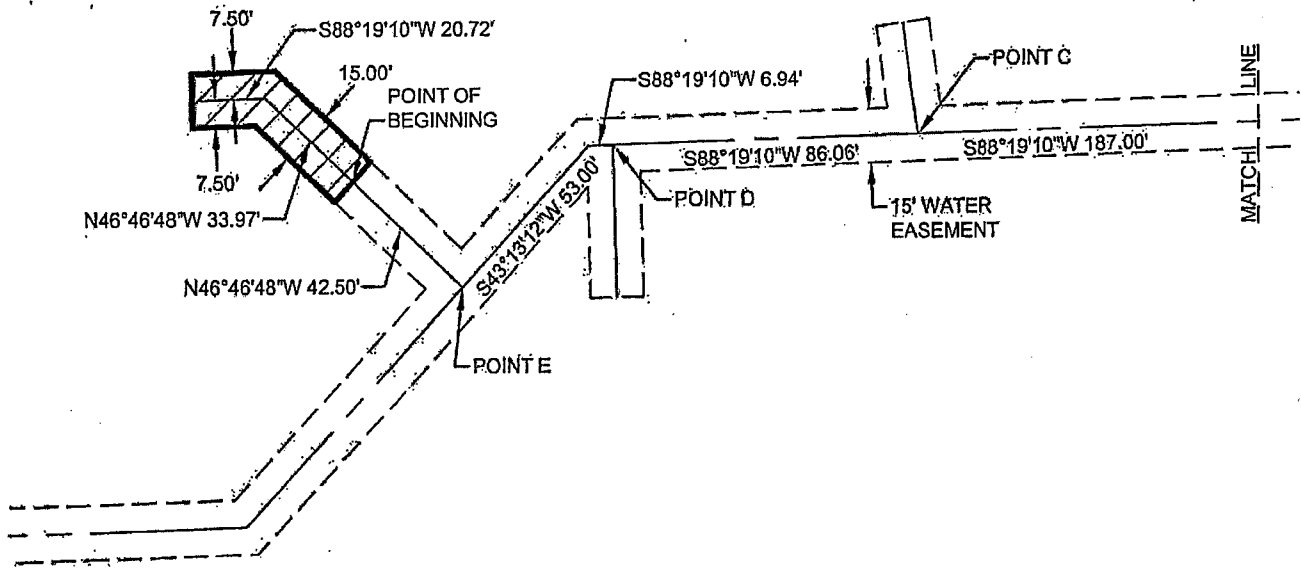 7.50'
S88°19'10"W 20.72'
15.00'
POINT OF
BEGINNING
7.50'
N46°46'48"W 33.97'
N46°46'48"W 42.50'
S88°19'10"W 6.94'
POINT C
S88°19'10"W 86.06'
S88°19'10"W 187.00'
MATCH LINE
POINT D
15' WATER
EASEMENT
S43°13'12"W 53.00'
POINT E